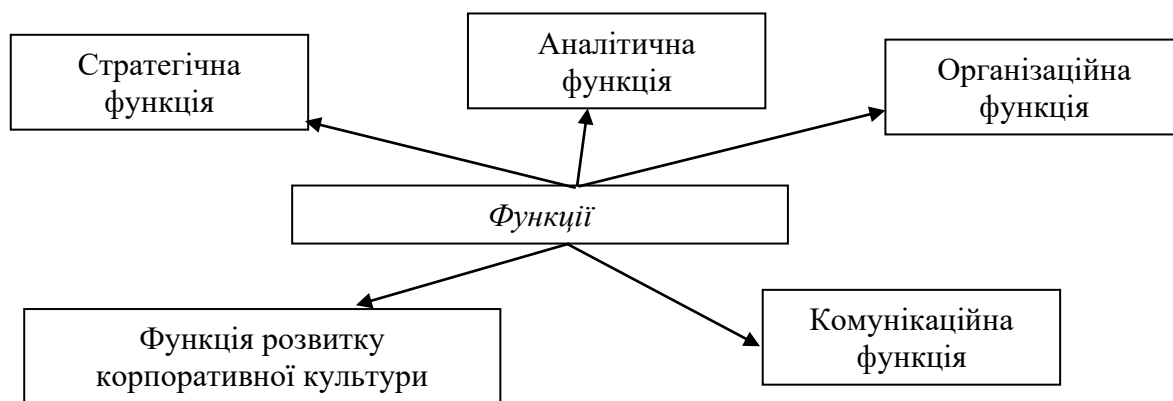 Стратегічна
функція
Аналітична
функція
Організаційна
функція
Функції
Функція розвитку
корпоративної культури
Комунікаційна
функція